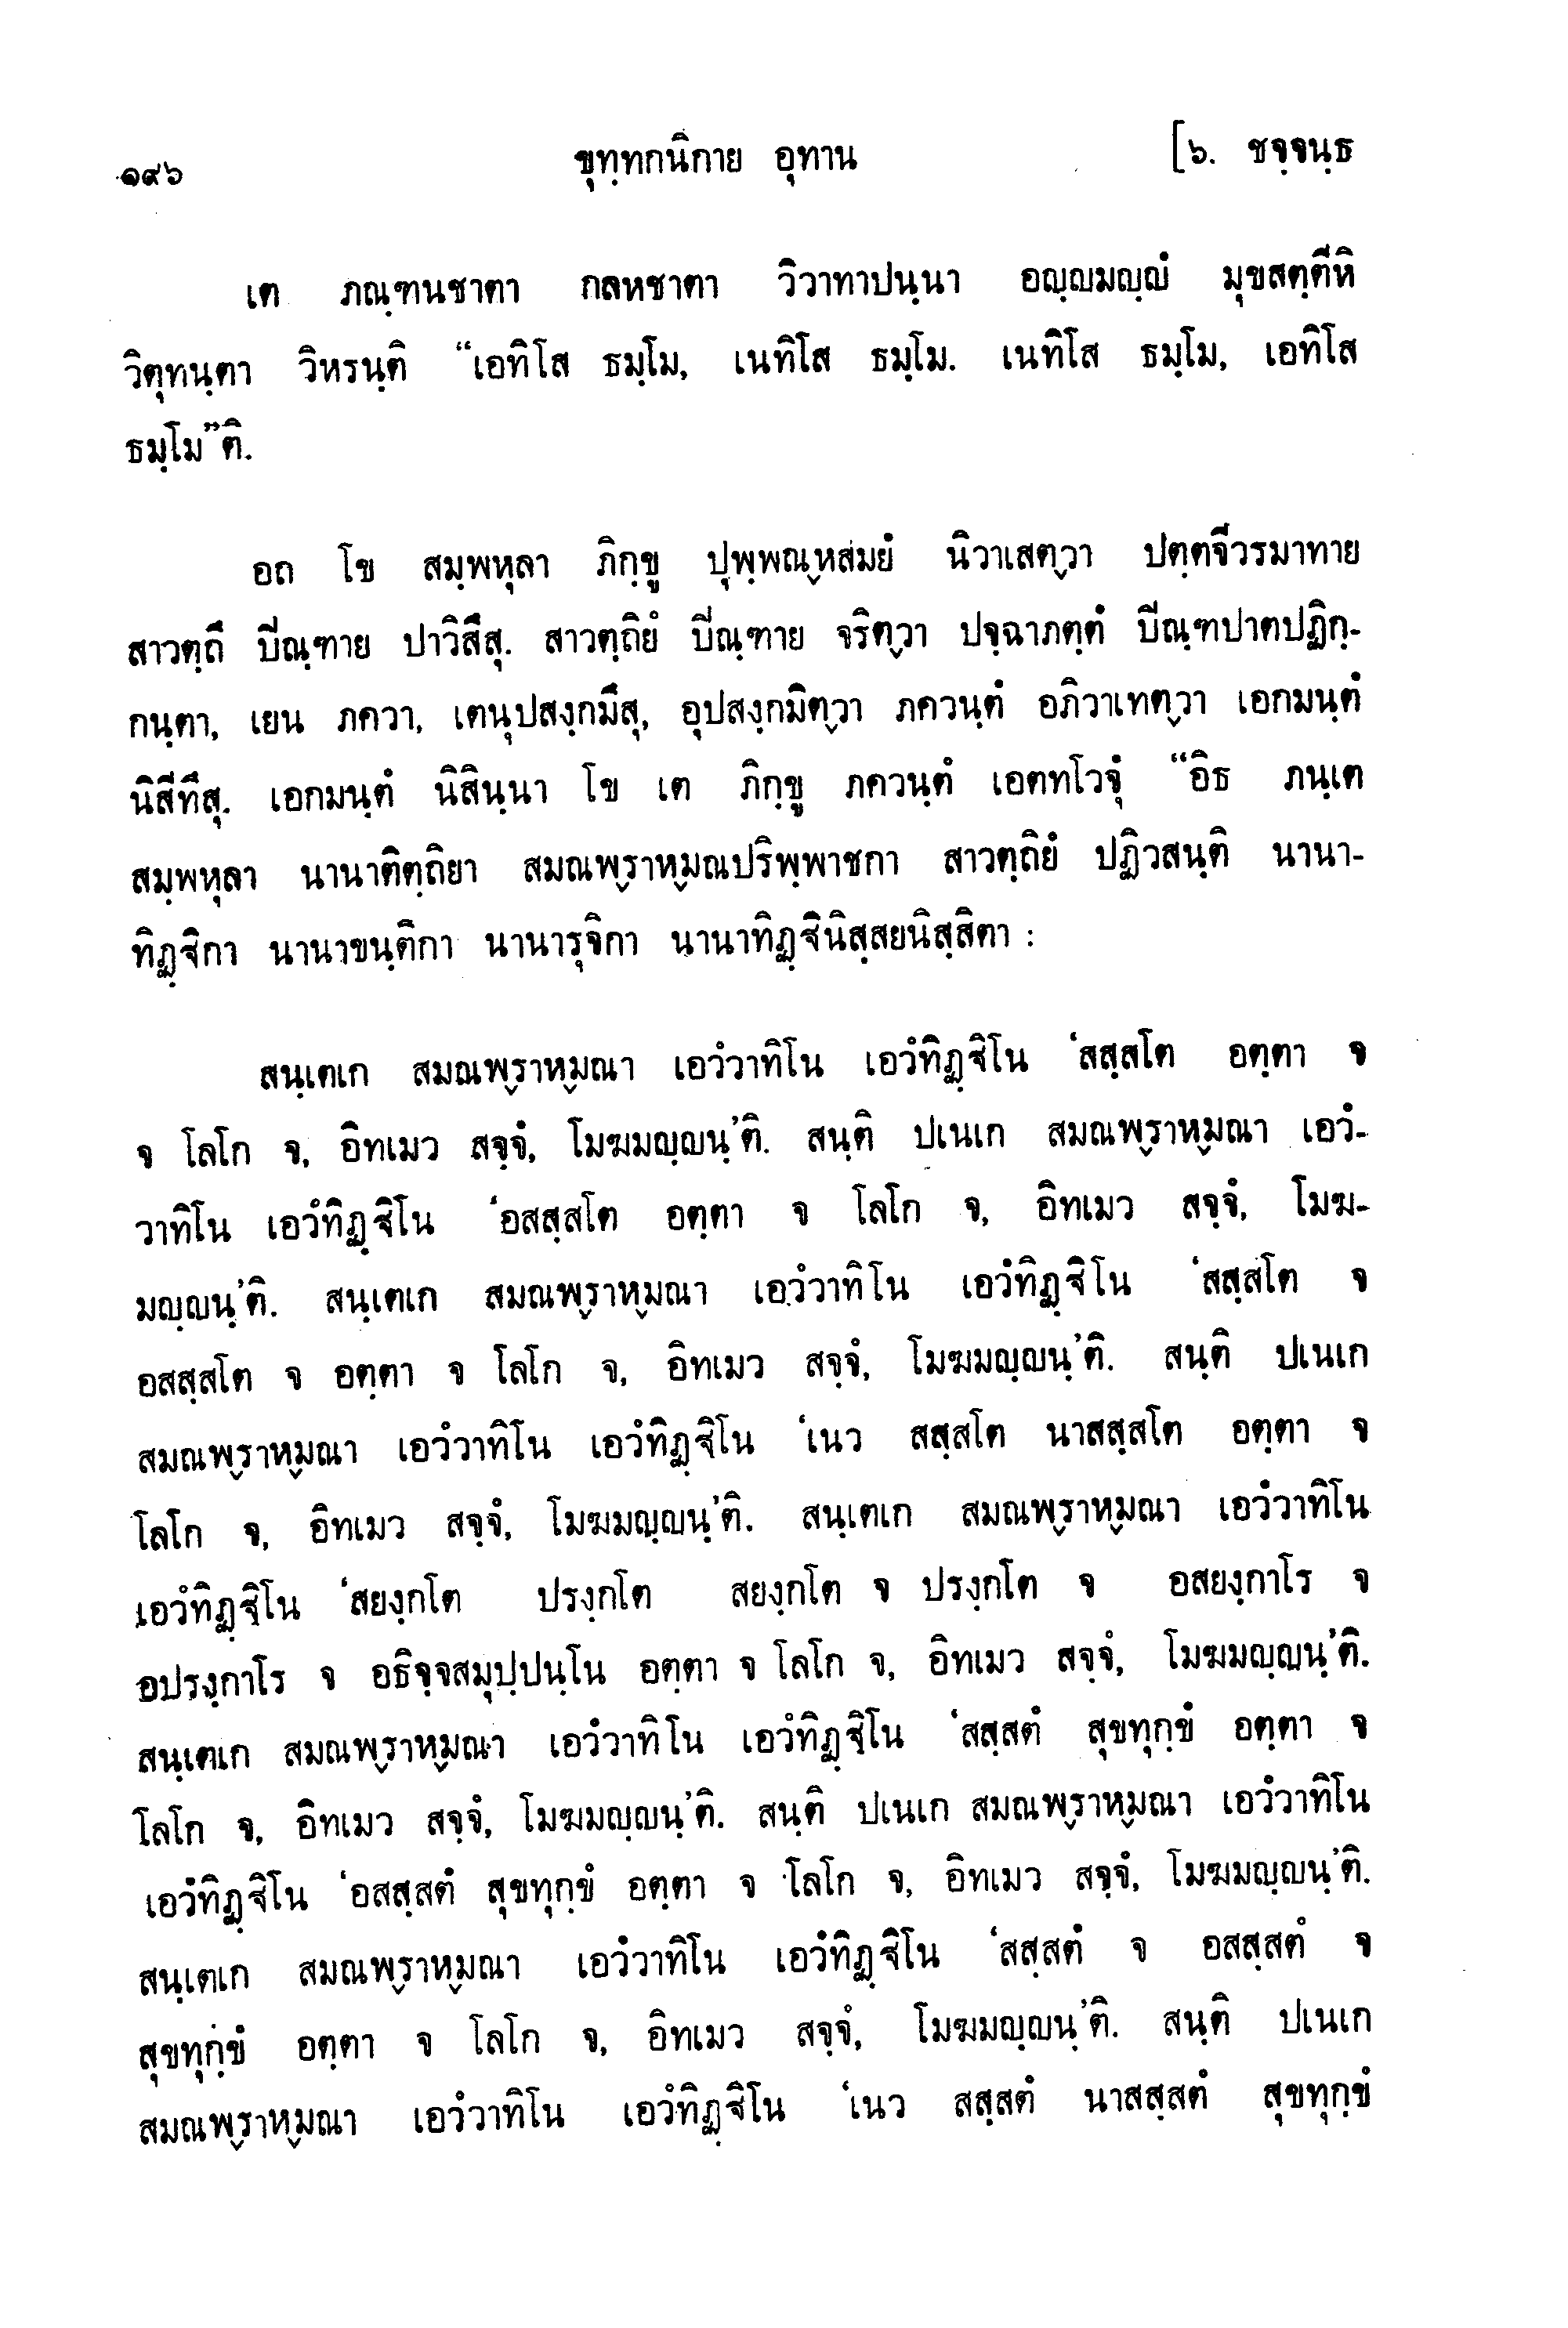 ๑๙๖ ขุทฺทกนิกาย อุทาน [๖. ชจฺจนฺธ
เต ภณฺฑนชาตา กลหชาตา วิวาทาปนฺนา อญฺญมญฺญํ มุขสตฺตีหิ
วิตุทนฺตา วิหรนฺติ “เอทิโส ธมฺโม, เนทิโส ธมฺโม. เนทิโส ธมฺโม, เอทิโส
ธมฺโม”ติ.
อถ โข สมฺพหุลา ภิกฺขู ปุพฺพณฺหสมยํ นิวาเสตฺวา ปตฺตจีวรมาทาย
สาวตฺถึ ปิณฺฑาย ปาวิสึสุ. สาวตฺถิยํ ปิณฺฑาย จริตฺวา ปจฺฉาภตฺตํ ปิณฺฑปาตปฏิกฺ-
กนฺตา, เยน ภควา, เตนุปสงฺกมึสุ, อุปสงฺกมิตฺวา ภควนฺตํ อภิวาเทตฺวา เอกมนฺตํ
นิสีทึสุ. เอกมนฺตํ นิสินฺนา โข เต ภิกฺขู ภควนฺตํ เอตทโวจุํ “อิธ ภนฺเต
สมฺพหุลา นานาติตฺถิยา สมณพฺราหฺมณปริพฺพาชกา สาวตฺถิยํ ปฏิวสนฺติ นานา-
ทิฏฺฐิกา นานาขนฺติกา นานารุจิกา นานาทิฏฺฐินิสฺสยนิสฺสิตา :
สนฺเตเก สมณพฺราหฺมณา เอวํวาทิโน เอวํทิฏฺฐิโน ‘สสฺสโต อตฺตา จ
จ โลโก จ, อิทเมว สจฺจํ, โมฆมญฺญนฺ’ติ. สนฺติ ปเนเก สมณพฺราหฺมณา เอวํ-
วาทิโน เอวํทิฏฺฐิโน ‘อสสฺสโต อตฺตา จ โลโก จ, อิทเมว สจฺจํ, โมฆ-
มญฺญนฺ’ติ. สนฺเตเก สมณพฺราหฺมณา เอวํวาทิโน เอวํทิฏฺฐิโน ‘สสฺสโต จ
อสสฺสโต จ อตฺตา จ โลโก จ, อิทเมว สจฺจํ, โมฆมญฺญนฺ’ติ. สนฺติ ปเนเก
สมณพฺราหฺมณา เอวํวาทิโน เอวํทิฏฺฐิโน ‘เนว สสฺสโต นาสสฺสโต อตฺตา จ
โลโก จ, อิทเมว สจฺจํ, โมฆมญฺญนฺ’ติ. สนฺเตเก สมณพฺราหฺมณา เอวํวาทิโน
เอวํทิฏฺฐิโน ‘สยงฺกโต ปรงฺกโต สยงฺกโต จ ปรงฺกโต จ อสยงฺกาโร จ
อปรงฺกาโร จ อธิจฺจสมุปฺปนฺโน อตฺตา จ โลโก จ, อิทเมว สจฺจํ, โมฆมญฺญนฺ’ติ.
สนฺเตเก สมณพฺราหฺมณา เอวํวาทิโน เอวํทิฏฺฐิโน ‘สสฺสตํ สุขทุกฺขํ อตฺตา จ
โลโก จ, อิทเมว สจฺจํ, โมฆมญฺญนฺ’ติ. สนฺติ ปเนเก สมณพฺราหฺมณา เอวํวาทิโน
เอวํทิฏฺฐิโน ‘อสสฺสตํ สุขทุกฺขํ อตฺตา จ โลโก จ, อิทเมว สจฺจํ, โมฆมญฺญนฺ’ติ.
สนฺเตเก สมณพฺราหฺมณา เอวํวาทิโน เอวํทิฏฺฐิโน ‘สสฺสตํ จ อสสฺสตํ จ
สุขทุกฺขํ อตฺตา จ โลโก จ, อิทเมว สจฺจํ, โมฆมญฺญนฺ’ติ. สนฺติ ปเนเก
สมณพฺราหฺมณา เอวํวาทิโน เอวํทิฏฺฐิโน ‘เนว สสฺสตํ นาสสฺสตํ สุขทุกฺขํ